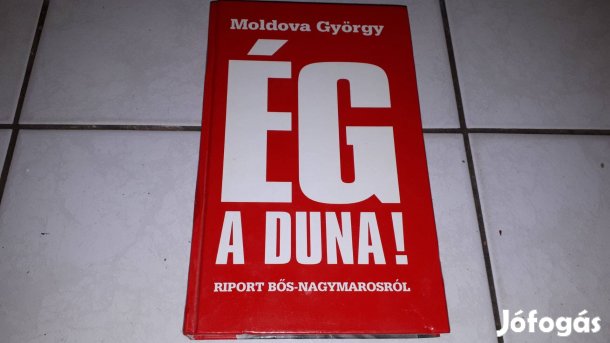 Moldova György
ÉG
A DUNA!
RIPORT BŐS-NAGYMAROSRÓL
Jófogás